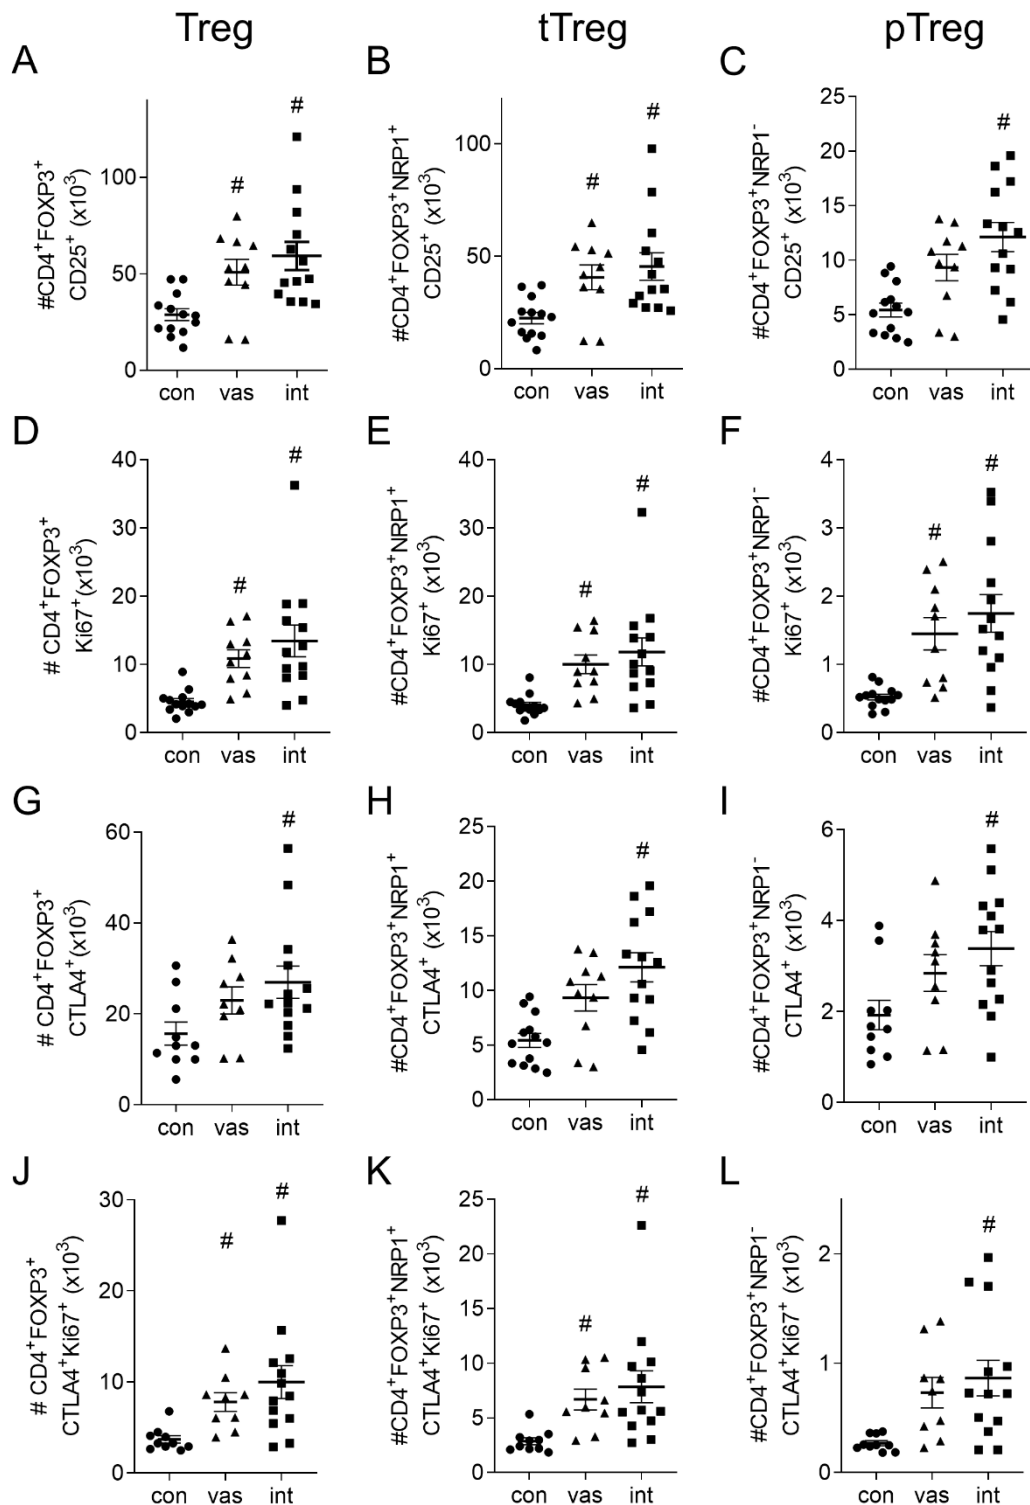 Treg
tTreg
pTreg
A
#CD4⁺FOXP3⁺
CD25⁺ (x10³)
100
50
0
#
#
con vas int
B
#CD4⁺FOXP3⁺NRP1⁺
CD25⁺ (x10³)
100
50
0
#
#
con vas int
C
#CD4⁺FOXP3⁺NRP1⁻
CD25⁺ (x10³)
25
20
15
10
5
0
#
con vas int
D
# CD4⁺FOXP3⁺
Ki67⁺(x10³)
40
30
20
10
0
#
#
con vas int
E
#CD4⁺FOXP3⁺NRP1⁺
Ki67⁺ (x10³)
40
30
20
10
0
#
#
con vas int
F
#CD4⁺FOXP3⁺NRP1⁻
Ki67⁺ (x10³)
4
2
0
#
#
con vas int
G
# CD4⁺FOXP3⁺
CTLA4⁺(x10³)
60
40
20
0
#
con vas int
H
#CD4⁺FOXP3⁺NRP1⁺
CTLA4⁺ (x10³)
25
20
15
10
5
0
#
con vas int
I
#CD4⁺FOXP3⁺NRP1⁻
CTLA4⁺ (x10³)
6
4
2
0
#
con vas int
J
# CD4⁺FOXP3⁺
CTLA4⁺Ki67⁺ (x10³)
30
20
10
0
#
#
con vas int
K
#CD4⁺FOXP3⁺NRP1⁺
CTLA4⁺Ki67⁺ (x10³)
25
20
15
10
5
0
#
#
con vas int
L
#CD4⁺FOXP3⁺NRP1⁻
CTLA4⁺Ki67⁺ (x10³)
2
1
0
#
con vas int